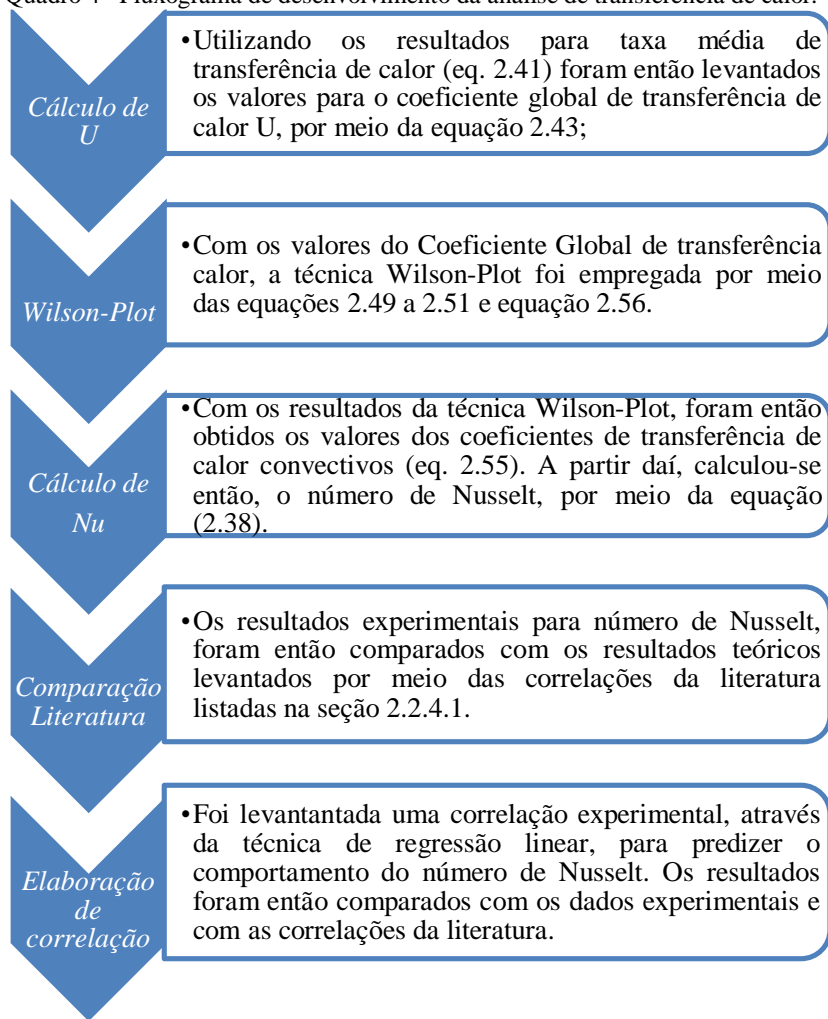 Quadro 4 - Fluxograma de desenvolvimento da análise de transferência de calor.
Cálculo de
U
•Utilizando os resultados para taxa média de
transferência de calor (eq. 2.41) foram então levantados
os valores para o coeficiente global de transferência de
calor U, por meio da equação 2.43;
Wilson-Plot
•Com os valores do Coeficiente Global de transferência
calor, a técnica Wilson-Plot foi empregada por meio
das equações 2.49 a 2.51 e equação 2.56.
Cálculo de
Nu
•Com os resultados da técnica Wilson-Plot, foram então
obtidos os valores dos coeficientes de transferência de
calor convectivos (eq. 2.55). A partir daí, calculou-se
então, o número de Nusselt, por meio da equação
(2.38).
Comparação
Literatura
•Os resultados experimentais para número de Nusselt,
foram então comparados com os resultados teóricos
levantados por meio das correlações da literatura
listadas na seção 2.2.4.1.
Elaboração
de
correlação
•Foi levantantada uma correlação experimental, através
da técnica de regressão linear, para predizer o
comportamento do número de Nusselt. Os resultados
foram então comparados com os dados experimentais e
com as correlações da literatura.